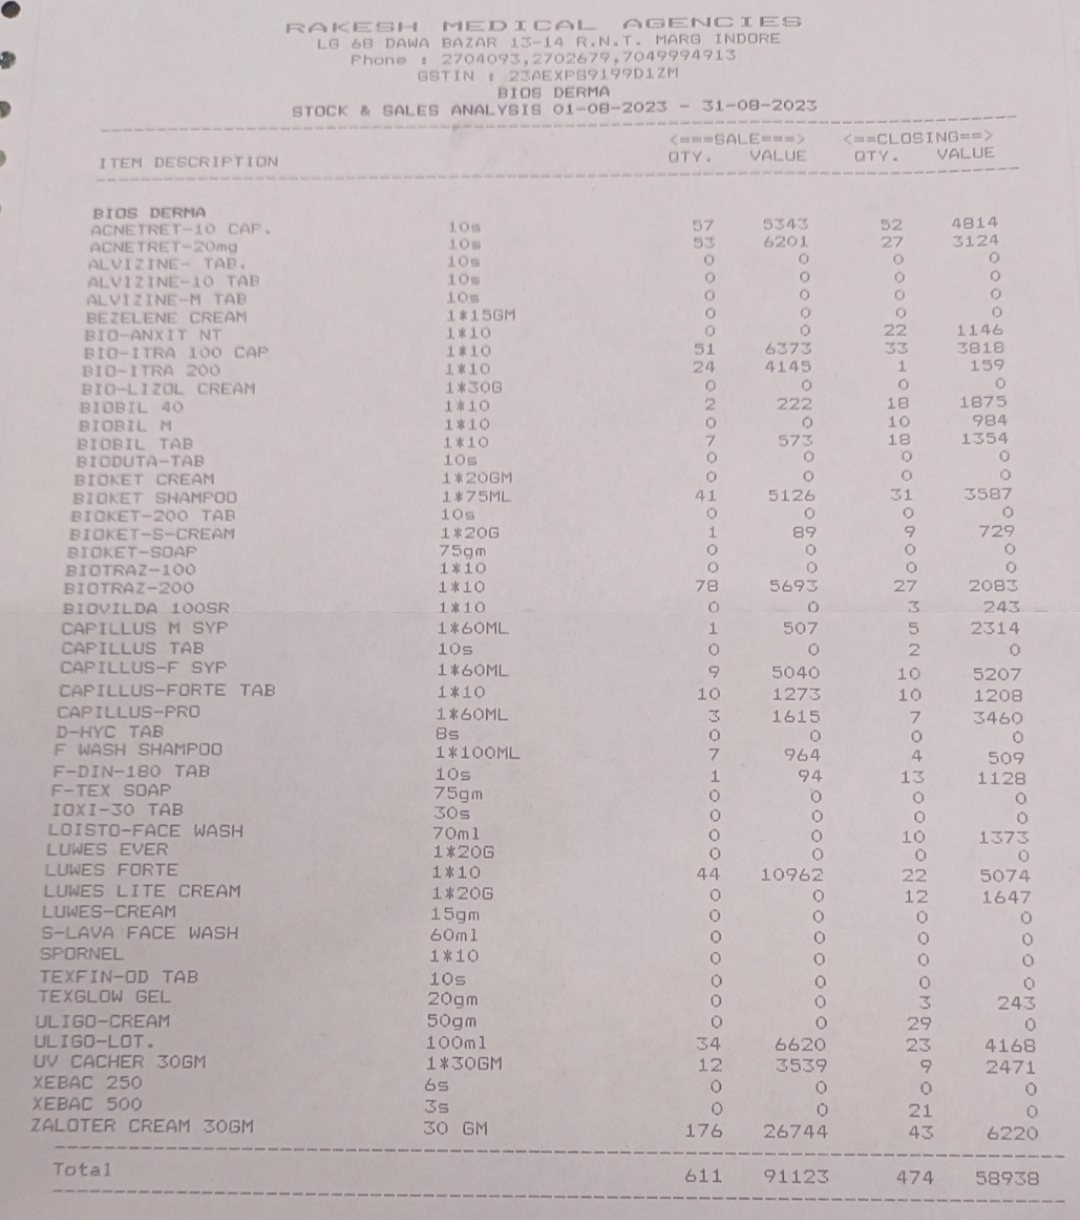 RAKESH MEDICAL AGENCIES
LG 68 DAWA BAZAR 13-14 R.N.T. MARG INDORE
Phone : 2704093,2702679,7049994913
GSTIN : 23AEXPS9199D1ZM
BIOS DERMA
STOCK & SALES ANALYSIS 01-08-2023 - 31-08-2023
<===SALE===> <==CLOSING==>
ITEM DESCRIPTION QTY. VALUE QTY. VALUE
BIOS DERMA
ACNETRET-10 CAP. 10s 57 5343 52 4814
ACNETRET-20mg 10s 53 6201 27 3124
ALVIZINE- TAB. 10s 0 0 0 0
ALVIZINE-10 TAB 10s 0 0 0 0
ALVIZINE-M TAB 10s 0 0 0 0
BEZELENE CREAM 1*15GM 0 0 0 0
BIO-ANXIT NT 1*10 0 0 22 1146
BIO-ITRA 100 CAP 1*10 51 6373 33 3818
BIO-ITRA 200 1*10 24 4145 1 159
BIO-LIZOL CREAM 1*30G 0 0 0 0
BIOBIL 40 1*10 2 222 18 1875
BIOBIL M 1*10 0 0 10 984
BIOBIL TAB 1*10 7 573 18 1354
BIODUTA-TAB 10s 0 0 0 0
BIOKET CREAM 1*20GM 0 0 0 0
BIOKET SHAMPOO 1*75ML 41 5126 31 3587
BIOKET-200 TAB 10s 0 0 0 0
BIOKET-S-CREAM 1*20G 1 89 9 729
BIOKET-SOAP 75gm 0 0 0 0
BIOTRAZ-100 1*10 0 0 0 0
BIOTRAZ-200 1*10 78 5693 27 2083
BIOVILDA 100SR 1*10 0 0 3 243
CAPILLUS M SYP 1*60ML 1 507 5 2314
CAPILLUS TAB 10s 0 0 2 0
CAPILLUS-F SYP 1*60ML 9 5040 10 5207
CAPILLUS-FORTE TAB 1*10 10 1273 10 1208
CAPILLUS-PRO 1*60ML 3 1615 7 3460
D-HYC TAB 8s 0 0 0 0
F WASH SHAMPOO 1*100ML 7 964 4 509
F-DIN-180 TAB 10s 1 94 13 1128
F-TEX SOAP 75gm 0 0 0 0
IOXI-30 TAB 30s 0 0 0 0
LOISTO-FACE WASH 70ml 0 0 10 1373
LUWES EVER 1*20G 0 0 0 0
LUWES FORTE 1*10 44 10962 22 5074
LUWES LITE CREAM 1*20G 0 0 12 1647
LUWES-CREAM 15gm 0 0 0 0
S-LAVA FACE WASH 60ml 0 0 0 0
SPORNEL 1*10 0 0 0 0
TEXFIN-OD TAB 10s 0 0 0 0
TEXGLOW GEL 20gm 0 0 3 243
ULIGO-CREAM 50gm 0 0 29 0
ULIGO-LOT. 100ml 34 6620 23 4168
UV CACHER 30GM 1*30GM 12 3539 9 2471
XEBAC 250 6s 0 0 0 0
XEBAC 500 3s 0 0 21 0
ZALOTER CREAM 30GM 30 GM 176 26744 43 6220
Total 611 91123 474 58938